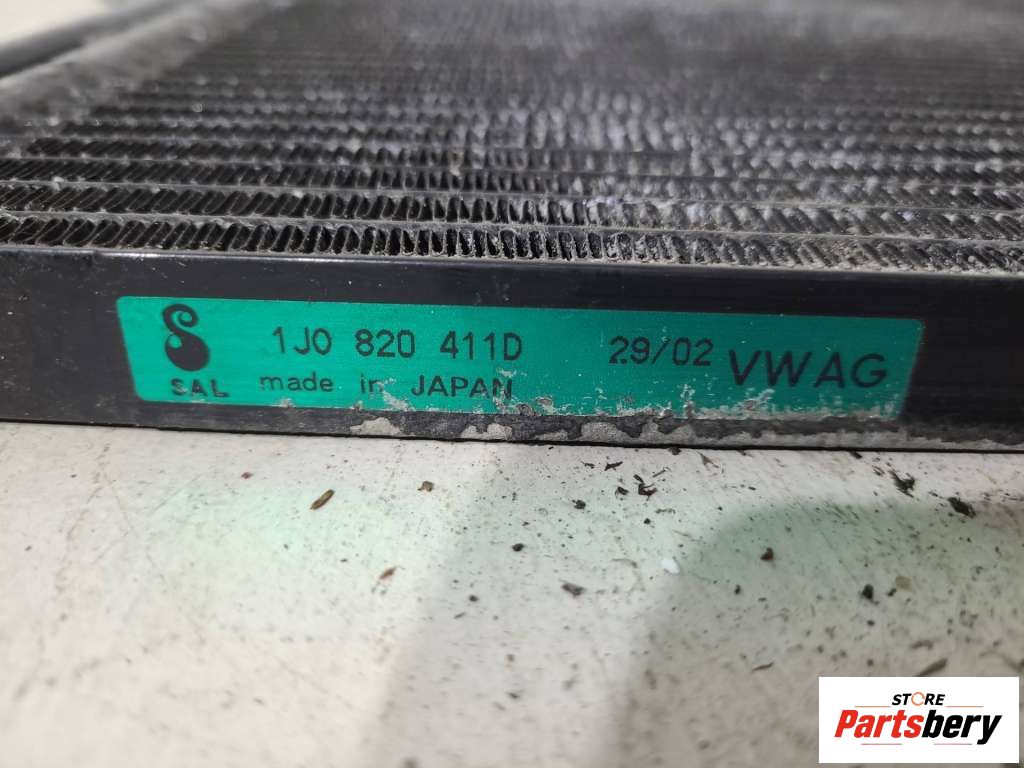 1J0 820 411D 29/02 VWAG
SAL made in JAPAN
STORE
Partsbery